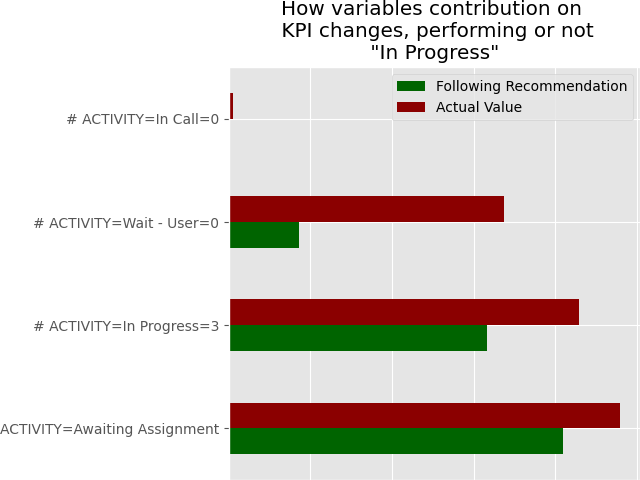 How variables contribution on
KPI changes, performing or not
"In Progress"
Following Recommendation
Actual Value
# ACTIVITY=In Call=0
# ACTIVITY=Wait - User=0
# ACTIVITY=In Progress=3
ACTIVITY=Awaiting Assignment